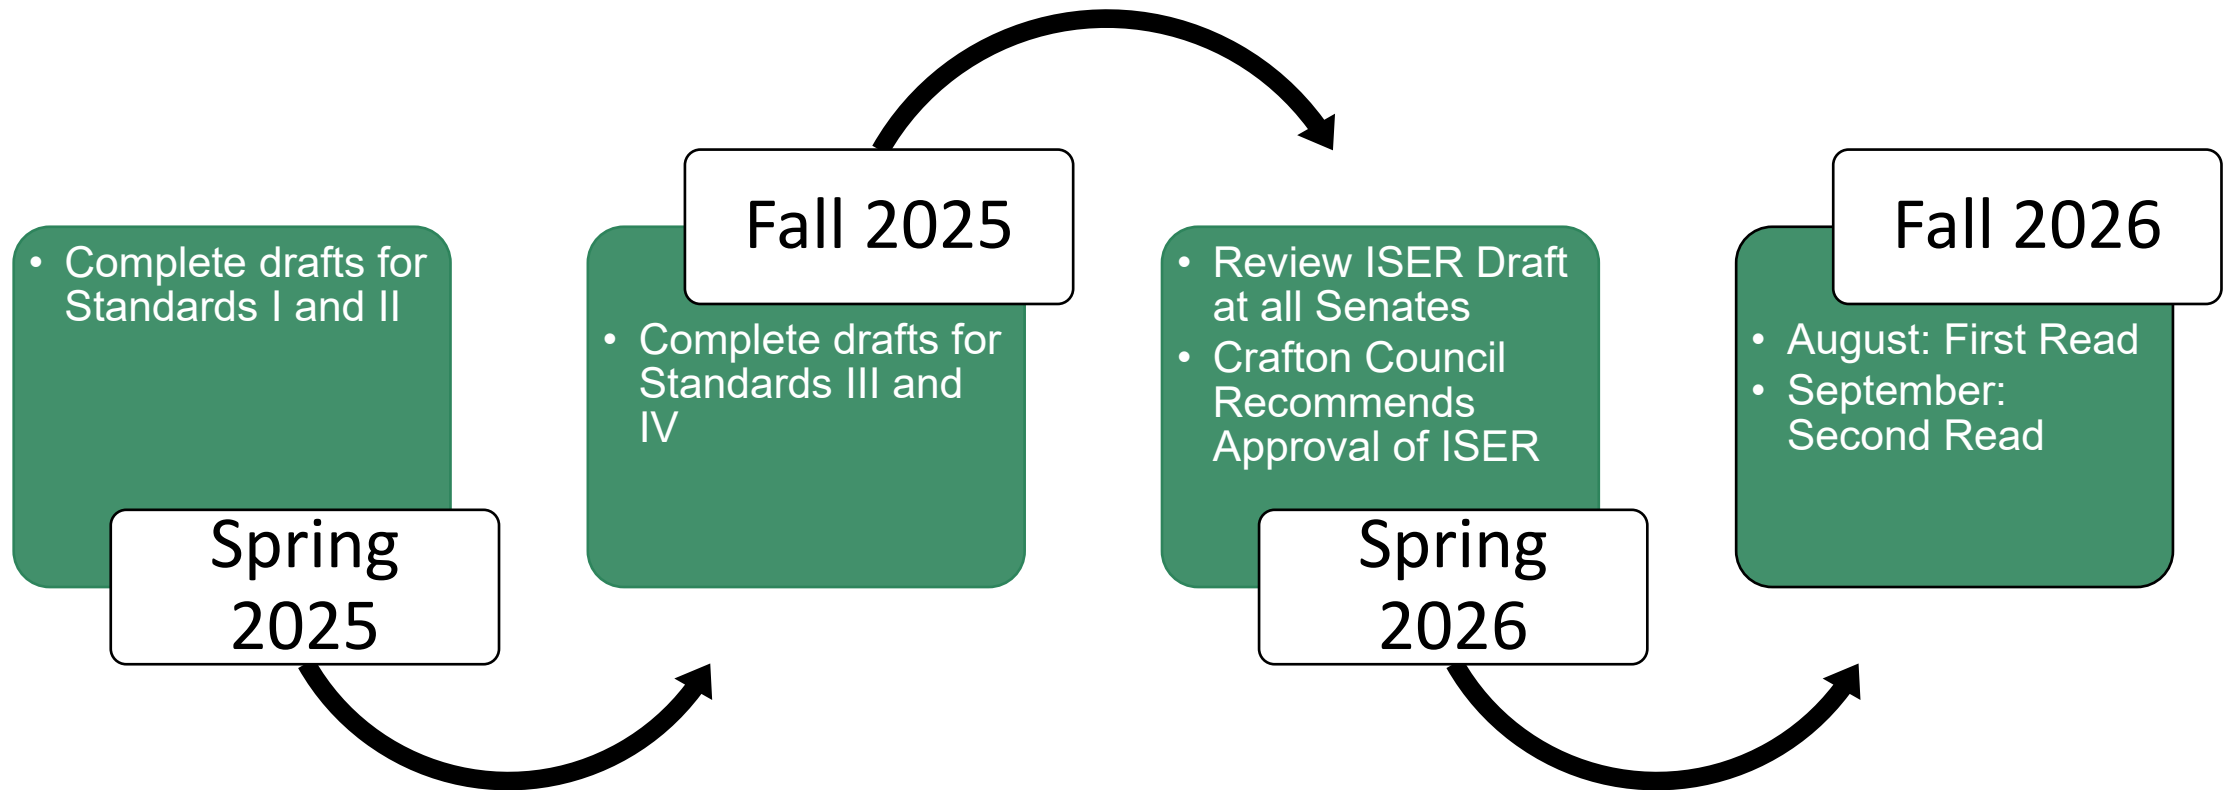 • Complete drafts for
Standards I and II
Spring
2025
Fall 2025
• Complete drafts for
Standards III and
IV
• Review ISER Draft
at all Senates
• Crafton Council
Recommends
Approval of ISER
Spring
2026
Fall 2026
• August: First Read
• September:
Second Read